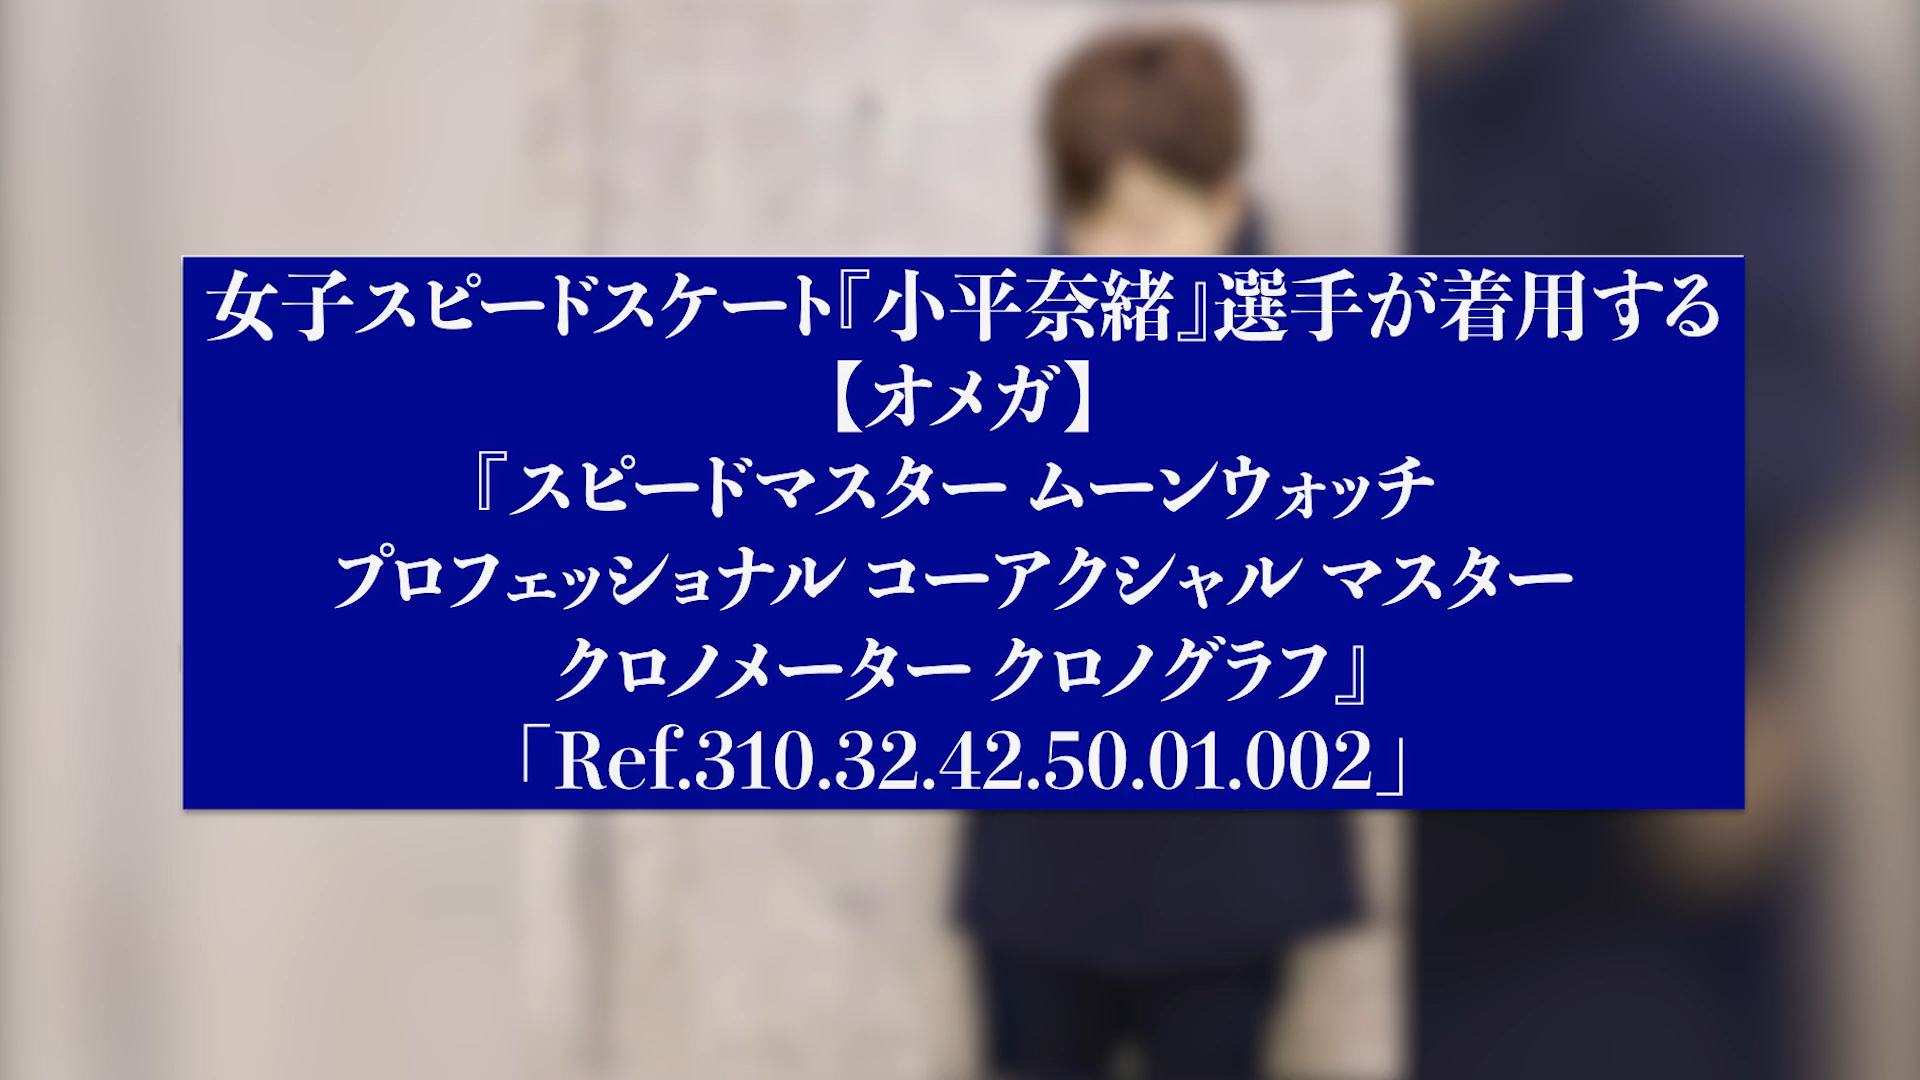 女子スピードスケート『小平奈緒』選手が着用する
【オメガ】
『スピードマスター ムーンウォッチ
プロフェッショナル コーアクシャル マスター
クロノメーター クロノグラフ』
「Ref.310.32.42.50.01.002」